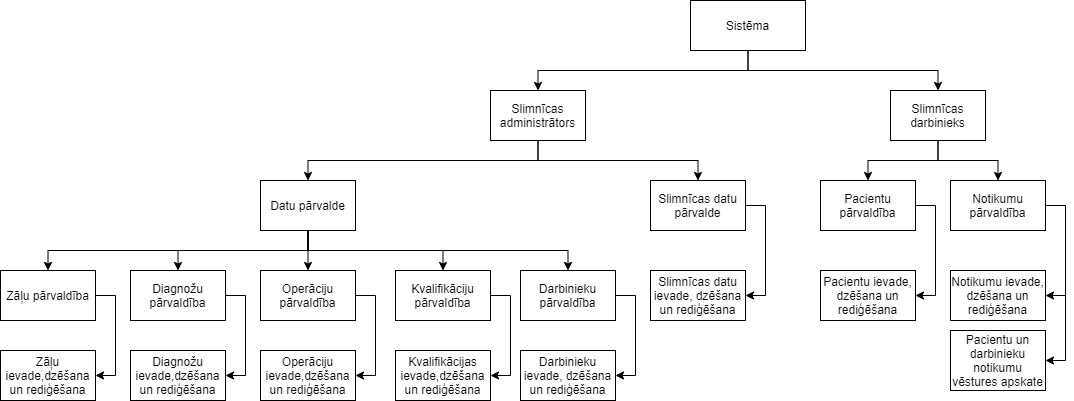 Sistēma
Slimnīcas
administrātors
Slimnīcas
darbinieks
Datu pārvalde
Slimnīcas datu
pārvalde
Pacientu
pārvaldība
Notikumu
pārvaldība
Zāļu pārvaldība
Diagnožu
pārvaldība
Operāciju
pārvaldība
Kvalifikāciju
pārvaldība
Darbinieku
pārvaldība
Slimnīcas datu
ievade, dzēšana
un rediģēšana
Pacientu ievade,
dzēšana un
rediģēšana
Notikumu ievade,
dzēšana un
rediģēšana
Zāļu
ievade,dzēšana
un rediģēšana
Diagnožu
ievade,dzēšana
un rediģēšana
Operāciju
ievade,dzēšana
un rediģēšana
Kvalifikācijas
ievade,dzēšana
un rediģēšana
Darbinieku
ievade, dzēšana
un rediģēšana
Pacientu un
darbinieku
notikumu
vēstures apskate